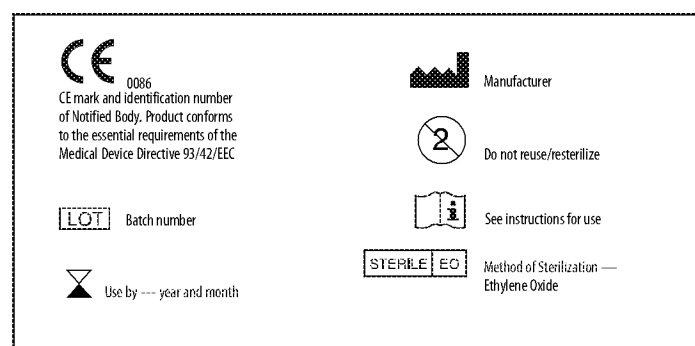 CE
0086
CE mark and identification number
of Notified Body. Product conforms
to the essential requirements of the
Medical Device Directive 93/42/EEC
LOT Batch number
Use by --- year and month
Manufacturer
2 Do not reuse/resterilize
i See instructions for use
STERILE EO Method of Sterilization —
Ethylene Oxide